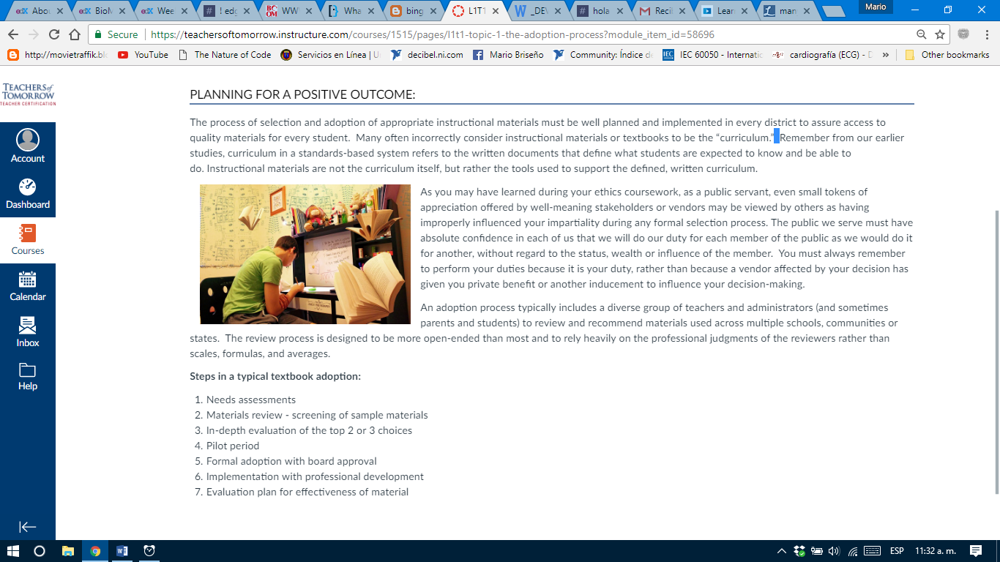 edX Abou
edX BioM
edX Wee
# ! edg
BC OM WW
Wha
bing
L1T1
W _DEV
# hola
Recil
Lear
L man
Mario
Secure https://teachersoftomorrow.instructure.com/courses/1515/pages/l1t1-topic-1-the-adoption-process?module_item_id=58696
http://movietraffik.bl YouTube The Nature of Code Servicios en Línea | U decibel.ni.com Mario Briseño Community: Índice de IEC IEC 60050 - Internatic cardiografía (ECG) - D » Other bookmarks
TEACHERS of
TOMORROW
TEACHER CERTIFICATION
Account
Dashboard
Courses
Calendar
Inbox
Help
PLANNING FOR A POSITIVE OUTCOME:
The process of selection and adoption of appropriate instructional materials must be well planned and implemented in every district to assure access to
quality materials for every student. Many often incorrectly consider instructional materials or textbooks to be the “curriculum.” Remember from our earlier
studies, curriculum in a standards-based system refers to the written documents that define what students are expected to know and be able to
do. Instructional materials are not the curriculum itself, but rather the tools used to support the defined, written curriculum.
As you may have learned during your ethics coursework, as a public servant, even small tokens of
appreciation offered by well-meaning stakeholders or vendors may be viewed by others as having
improperly influenced your impartiality during any formal selection process. The public we serve must have
absolute confidence in each of us that we will do our duty for each member of the public as we would do it
for another, without regard to the status, wealth or influence of the member. You must always remember
to perform your duties because it is your duty, rather than because a vendor affected by your decision has
given you private benefit or another inducement to influence your decision-making.
An adoption process typically includes a diverse group of teachers and administrators (and sometimes
parents and students) to review and recommend materials used across multiple schools, communities or
states. The review process is designed to be more open-ended than most and to rely heavily on the professional judgments of the reviewers rather than
scales, formulas, and averages.
Steps in a typical textbook adoption:
1. Needs assessments
2. Materials review - screening of sample materials
3. In-depth evaluation of the top 2 or 3 choices
4. Pilot period
5. Formal adoption with board approval
6. Implementation with professional development
7. Evaluation plan for effectiveness of material
ESP 11:32 a. m.